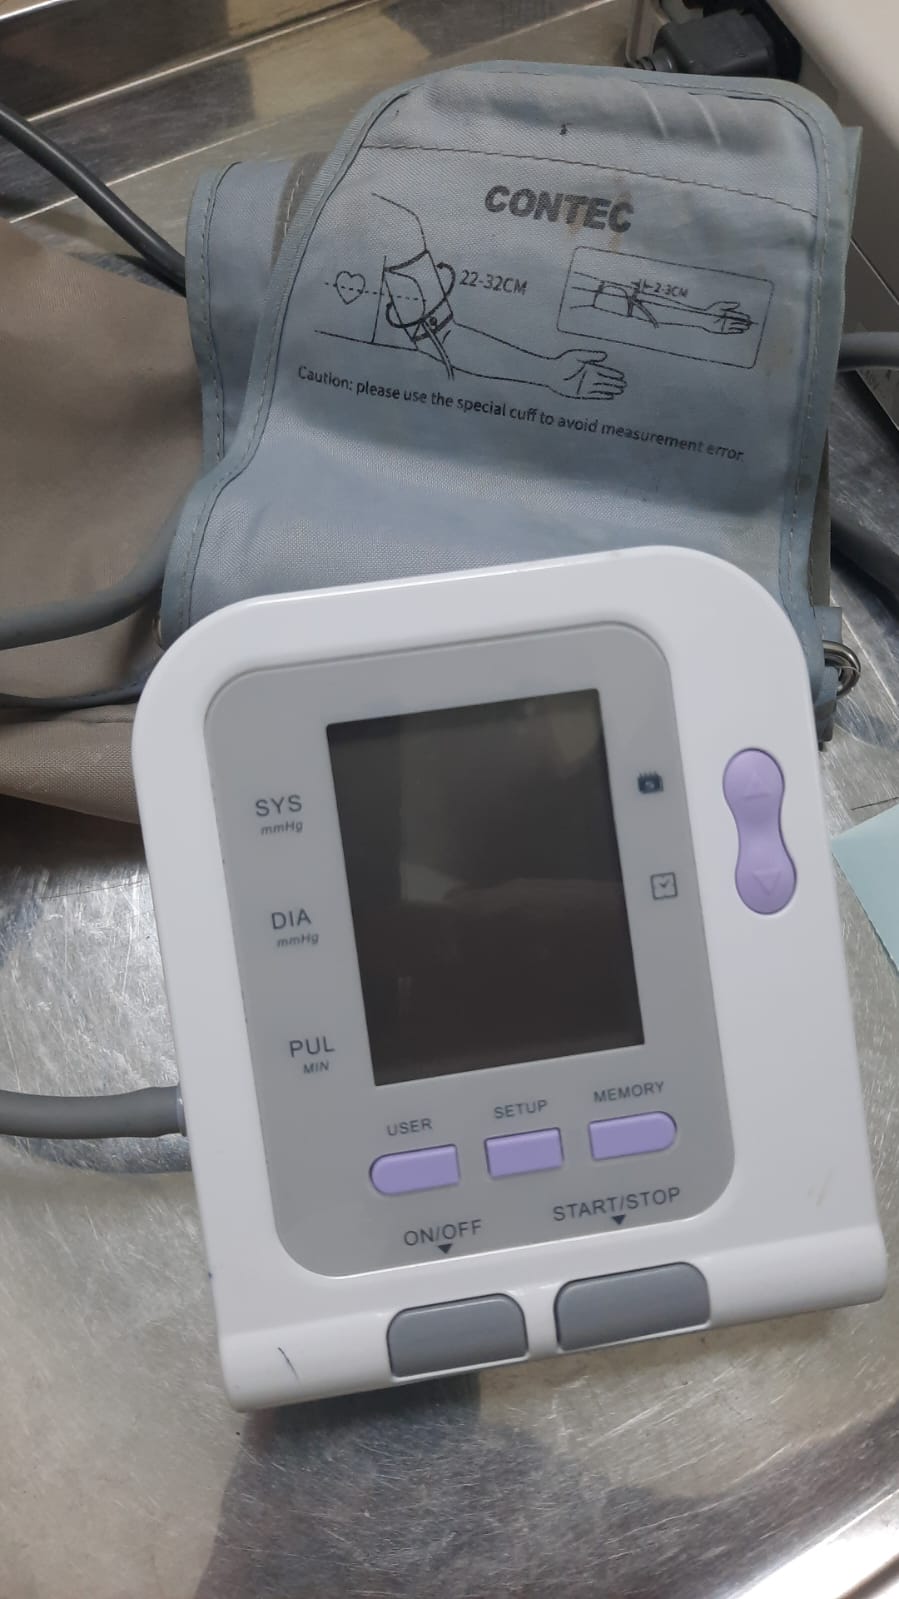 CONTEC
22-32CM
2-3CM
Caution: please use the special cuff to avoid measurement error.
SYS
mmHg
DIA
mmHg
PUL
MIN
USER
SETUP
MEMORY
ON/OFF
START/STOP